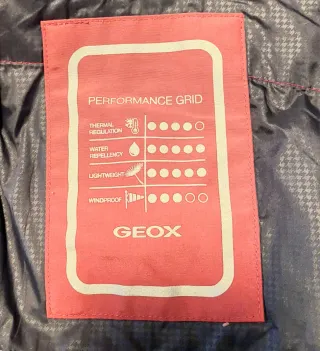 PERFORMANCE GRID
THERMAL
REGULATION
WATER
REPELLENCY
LIGHTWEIGHT
WINDPROOF
GEOX